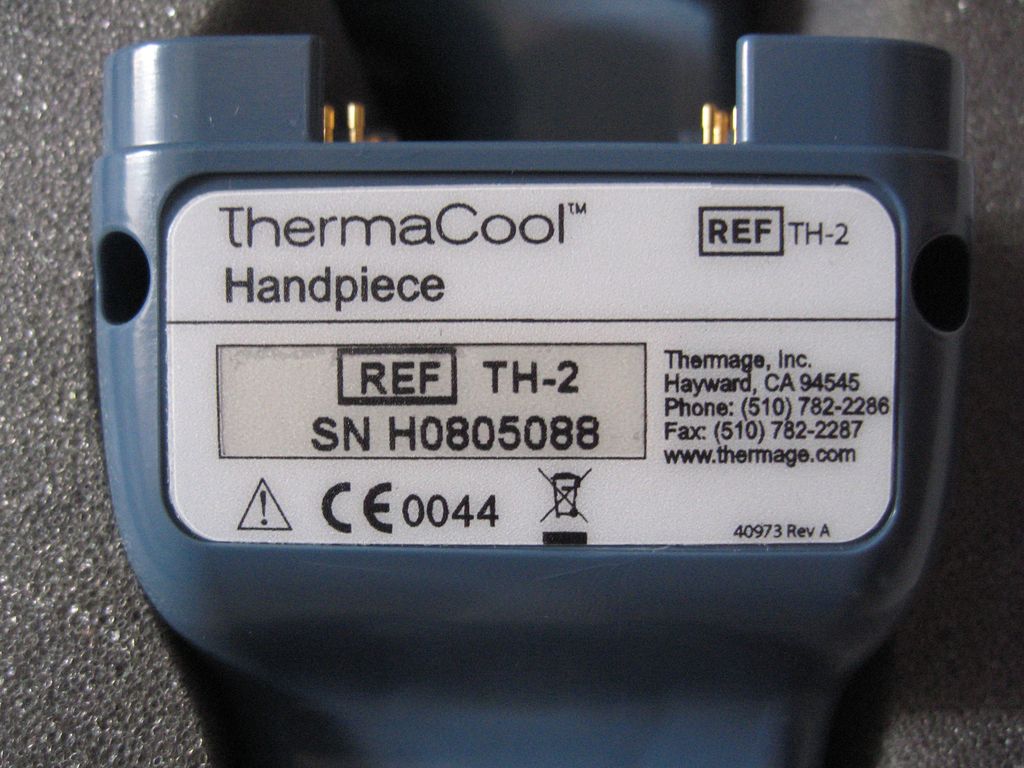 ThermaCool™
Handpiece
REF TH-2
REF TH-2
SN H0805088
Thermage, Inc.
Hayward, CA 94545
Phone: (510) 782-2286
Fax: (510) 782-2287
www.thermage.com
CE 0044
40973 Rev A